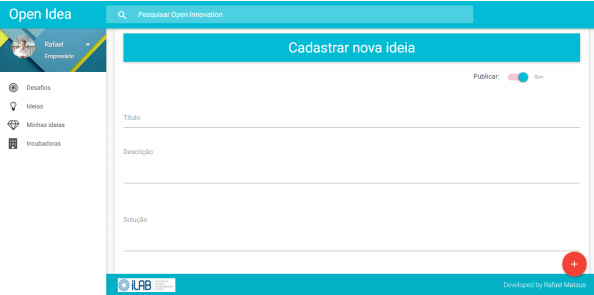 Open Idea
Pesquisar Open Innovation
Rafael
Empresário
Desafios
Ideias
Minhas ideias
Incubadoras
Cadastrar nova ideia
Publicar:
Sim
Título
Descrição
Solução
+
iLAB
Developed by Rafael Mateus